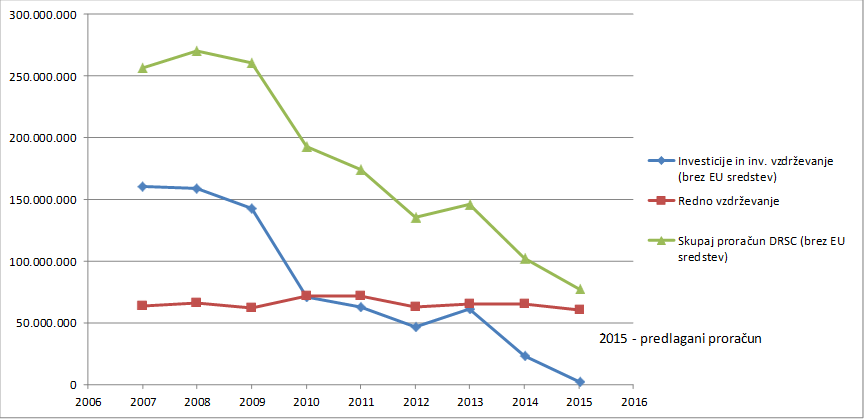 300.000.000
250.000.000
200.000.000
150.000.000
100.000.000
50.000.000
0
2006 2007 2008 2009 2010 2011 2012 2013 2014 2015 2016
Investicije in inv. vzdrževanje
(brez EU sredstev)
Redno vzdrževanje
Skupaj proračun DRSC (brez EU
sredstev)
2015 - predlagani proračun